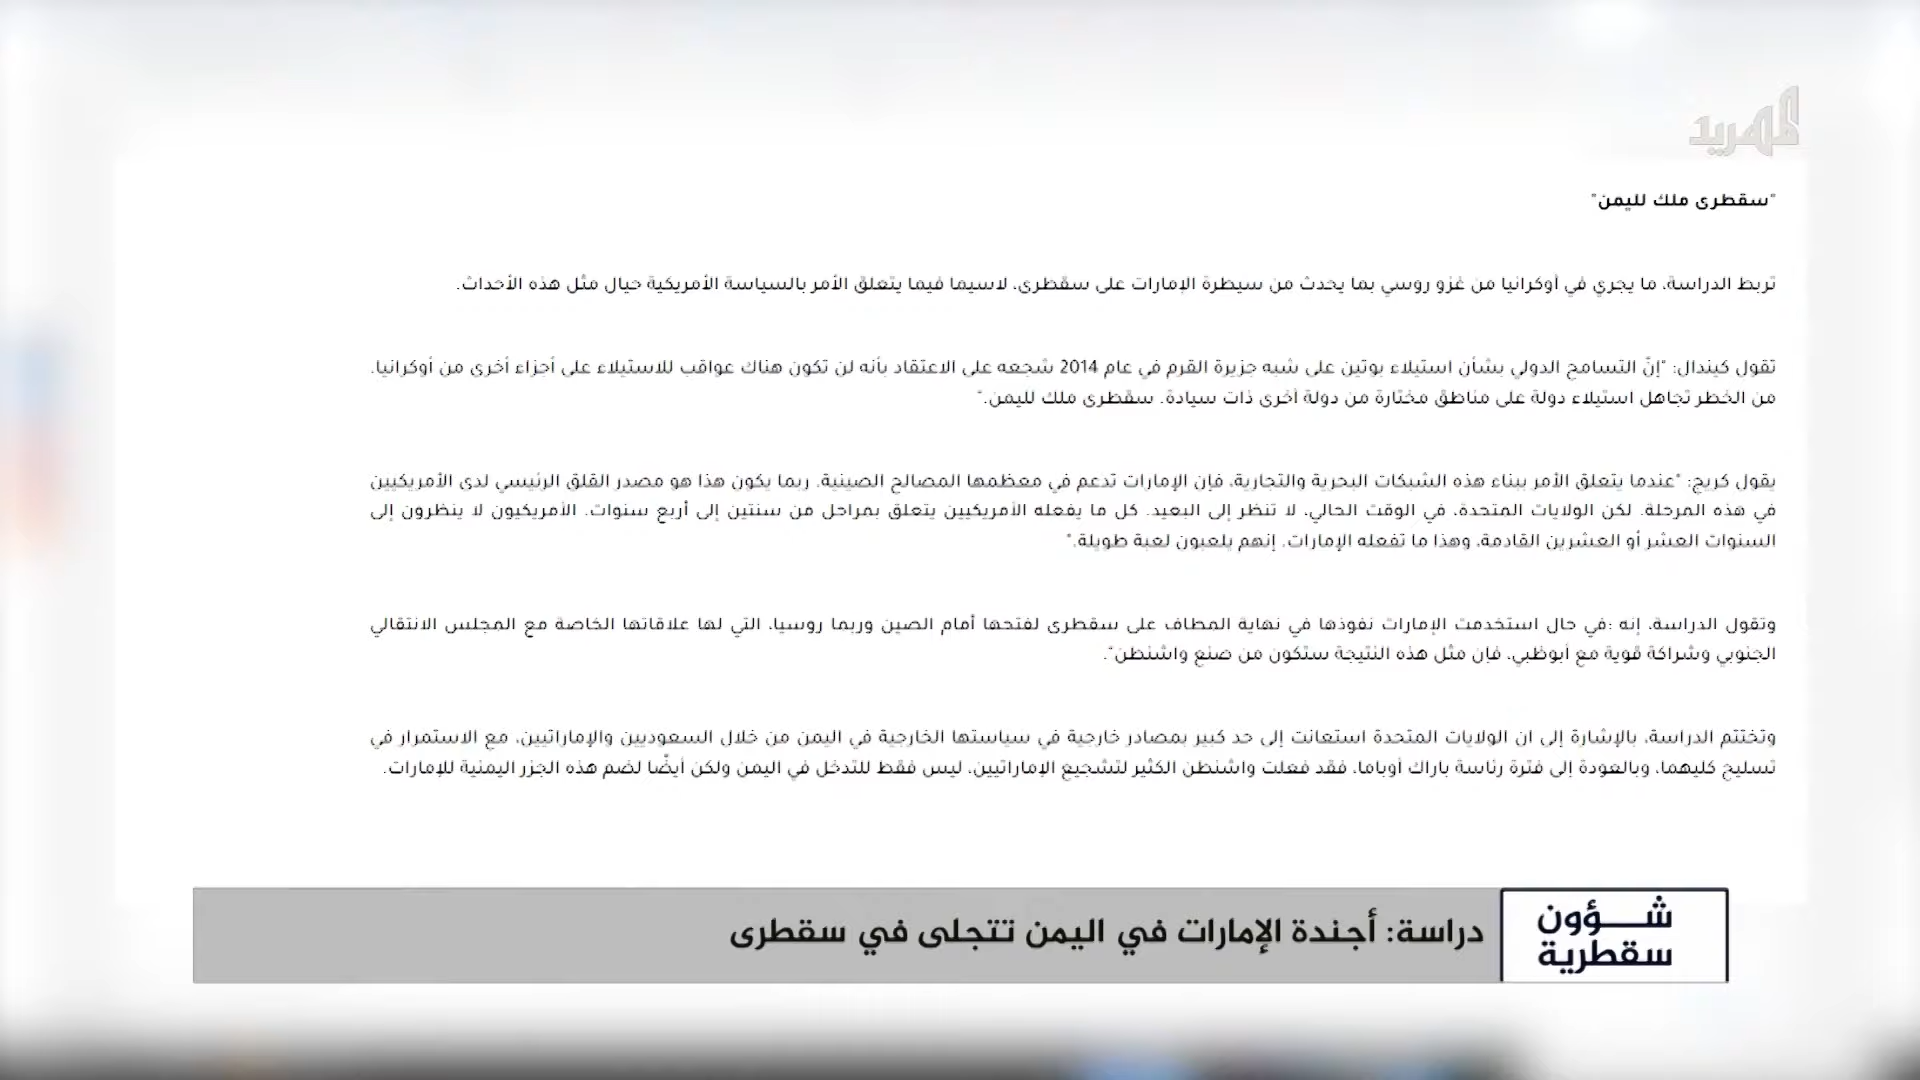 المهرية
"سقطرى ملك لليمن"
تربط الدراسة، ما يجري في أوكرانيا من غزو روسي بما يحدث من سيطرة الإمارات على سقطرى، لاسيما فيما يتعلق الأمر بالسياسة الأمريكية حيال مثل هذه الأحداث.
تقول كيندال: "إنّ التسامح الدولي بشأن استيلاء بوتين على شبه جزيرة القرم في عام 2014 شجعه على الاعتقاد بأنه لن تكون هناك عواقب للاستيلاء على أجزاء أخرى من أوكرانيا.
من الخطر تجاهل استيلاء دولة على مناطق مختارة من دولة أخرى ذات سيادة. سقطرى ملك لليمن."
يقول كريج: "عندما يتعلق الأمر ببناء هذه الشبكات البحرية والتجارية، فإن الإمارات تدعم في معظمها المصالح الصينية. ربما يكون هذا هو مصدر القلق الرئيسي لدى الأمريكيين
في هذه المرحلة. لكن الولايات المتحدة، في الوقت الحالي، لا تنظر إلى البعيد. كل ما يفعله الأمريكيين يتعلق بمراحل من سنتين إلى أربع سنوات. الأمريكيون لا ينظرون إلى
السنوات العشر أو العشرين القادمة، وهذا ما تفعله الإمارات. إنهم يلعبون لعبة طويلة."
وتقول الدراسة، إنه :في حال استخدمت الإمارات نفوذها في نهاية المطاف على سقطرى لفتحها أمام الصين وربما روسيا، التي لها علاقاتها الخاصة مع المجلس الانتقالي
الجنوبي وشراكة قوية مع أبوظبي، فإن مثل هذه النتيجة ستكون من صنع واشنطن".
وتختتم الدراسة، بالإشارة إلى ان الولايات المتحدة استعانت إلى حد كبير بمصادر خارجية في سياستها الخارجية في اليمن من خلال السعوديين والإماراتيين، مع الاستمرار في
تسليح كليهما، وبالعودة إلى فترة رئاسة باراك أوباما، فقد فعلت واشنطن الكثير لتشجيع الإماراتيين، ليس فقط للتدخل في اليمن ولكن أيضًا لضم هذه الجزر اليمنية للإمارات.
شؤون
سقطرية
دراسة: أجندة الإمارات في اليمن تتجلى في سقطرى